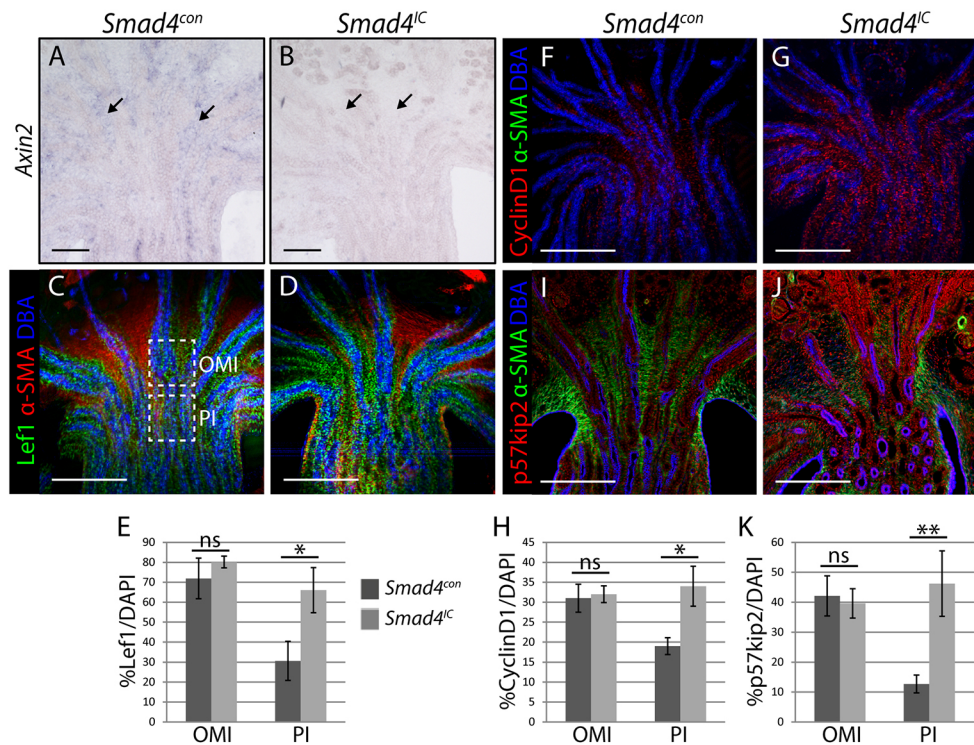 Smad4con Smad4IC Smad4con Smad4IC
A B F G
Axin2
CyclinD1 α-SMA DBA
C D I J
Lef1 α-SMA DBA
OMI
PI
p57kip2 α-SMA DBA
E
%Lef1/DAPI
90
80
70
60
50
40
30
20
10
0
ns *
OMI PI
Smad4con
Smad4IC
H
%CyclinD1/DAPI
45
40
35
30
25
20
15
10
5
0
ns *
OMI PI
K
%p57kip2/DAPI
70
60
50
40
30
20
10
0
ns **
OMI PI